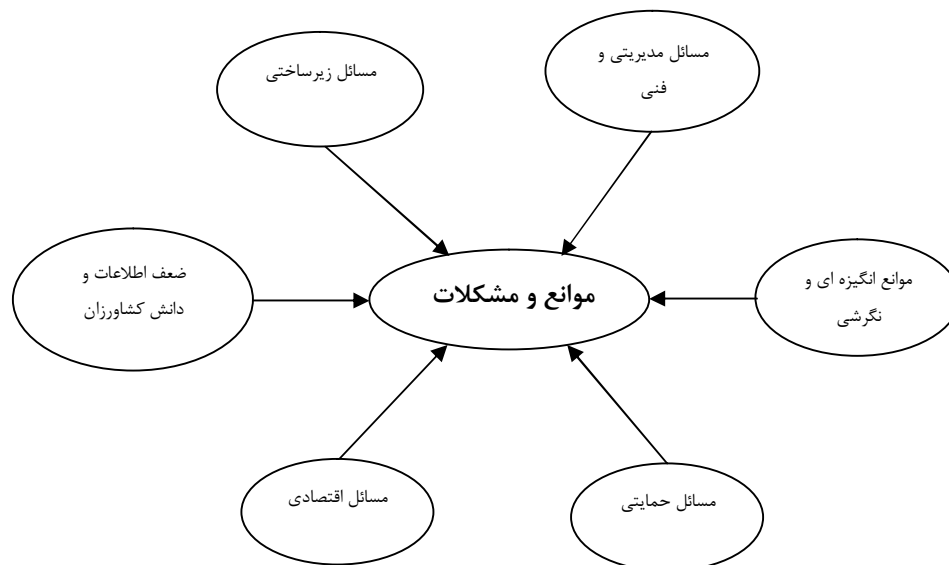 مسائل مدیریتی و
فنی
مسائل زیرساختی
موانع انگیزه ای و
نگرشی
موانع و مشکلات
ضعف اطلاعات و
دانش کشاورزان
مسائل حمایتی
مسائل اقتصادی